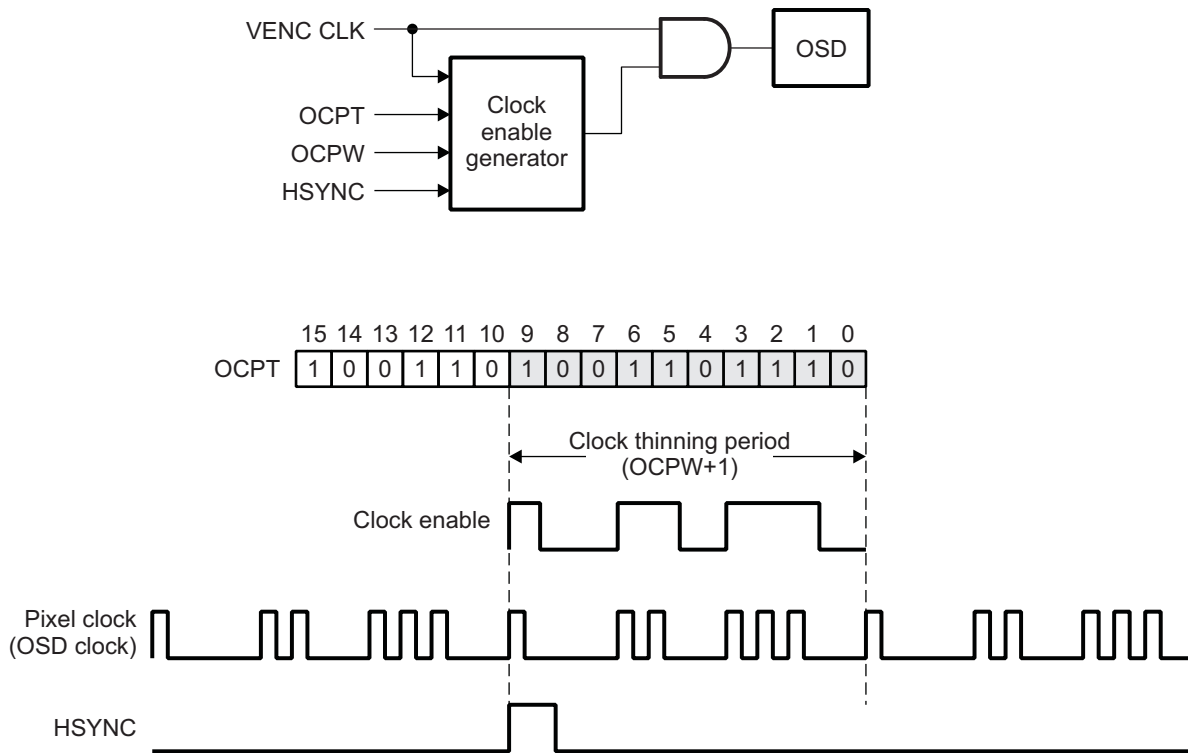 VENC CLK
OSD
Clock
enable
generator
OCPT
OCPW
HSYNC
15 14 13 12 11 10 9 8 7 6 5 4 3 2 1 0
OCPT 1 0 0 1 1 0 1 0 0 1 1 0 1 1 1 0
Clock thinning period
(OCPW+1)
Clock enable
Pixel clock
(OSD clock)
HSYNC